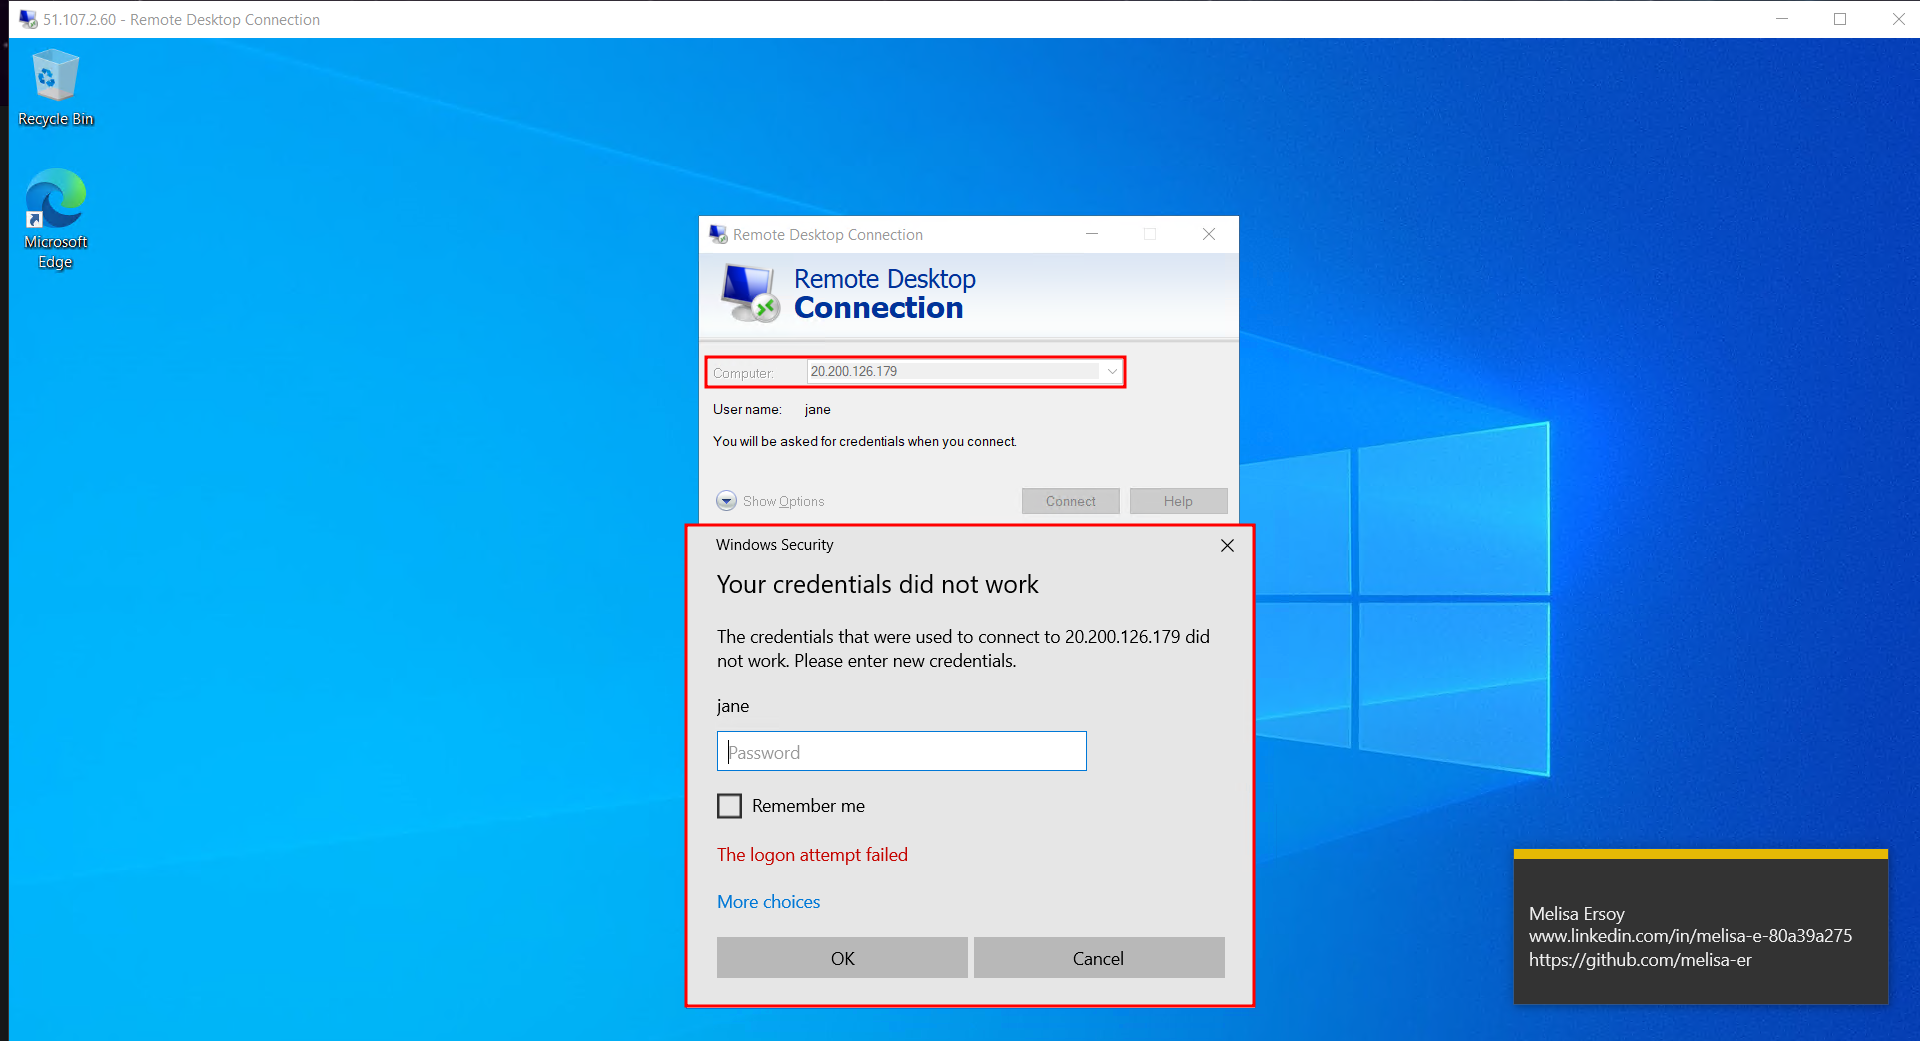 51.107.2.60 - Remote Desktop Connection
Recycle Bin
Microsoft
Edge
Remote Desktop Connection
Remote Desktop
Connection
Computer: 20.200.126.179
User name: jane
You will be asked for credentials when you connect.
Show Options Connect Help
Windows Security
Your credentials did not work
The credentials that were used to connect to 20.200.126.179 did
not work. Please enter new credentials.
jane
Password
Remember me
The logon attempt failed
More choices
OK Cancel
Melisa Ersoy
www.linkedin.com/in/melisa-e-80a39a275
https://github.com/melisa-er